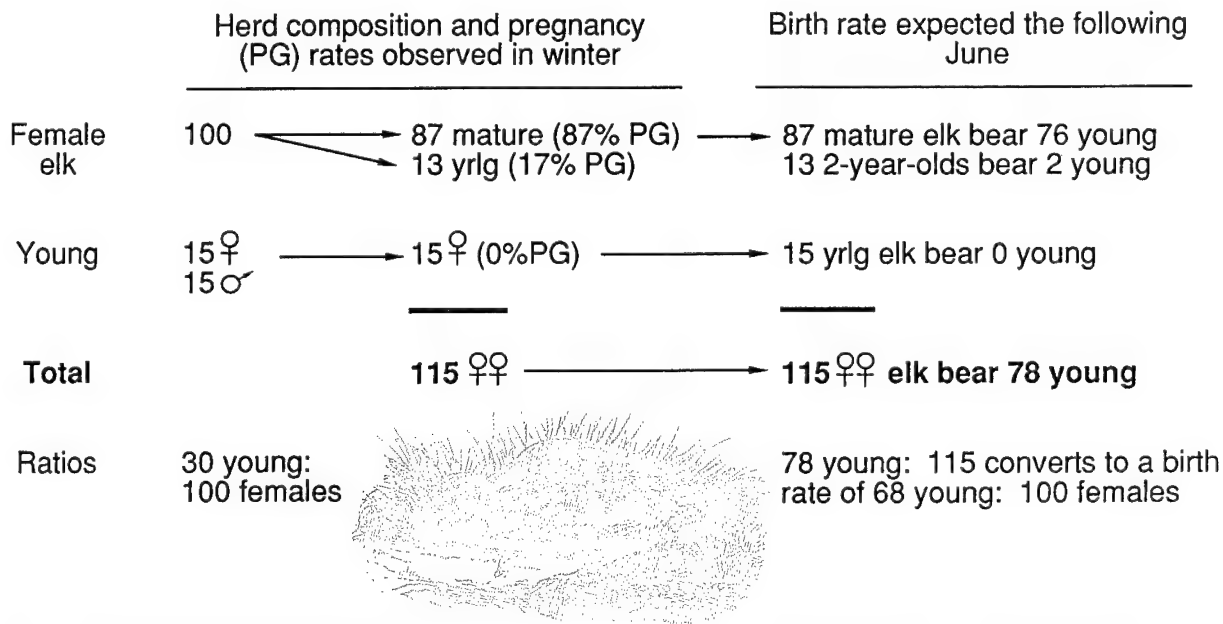 Herd composition and pregnancy
(PG) rates observed in winter
Birth rate expected the following
June
Female
elk
100
87 mature (87% PG)
13 yrlg (17% PG)
87 mature elk bear 76 young
13 2-year-olds bear 2 young
Young
15♀
15♂
15♀ (0%PG)
15 yrlg elk bear 0 young
Total
115 ♀♀
115♀♀ elk bear 78 young
Ratios
30 young:
100 females
78 young: 115 converts to a birth
rate of 68 young: 100 females